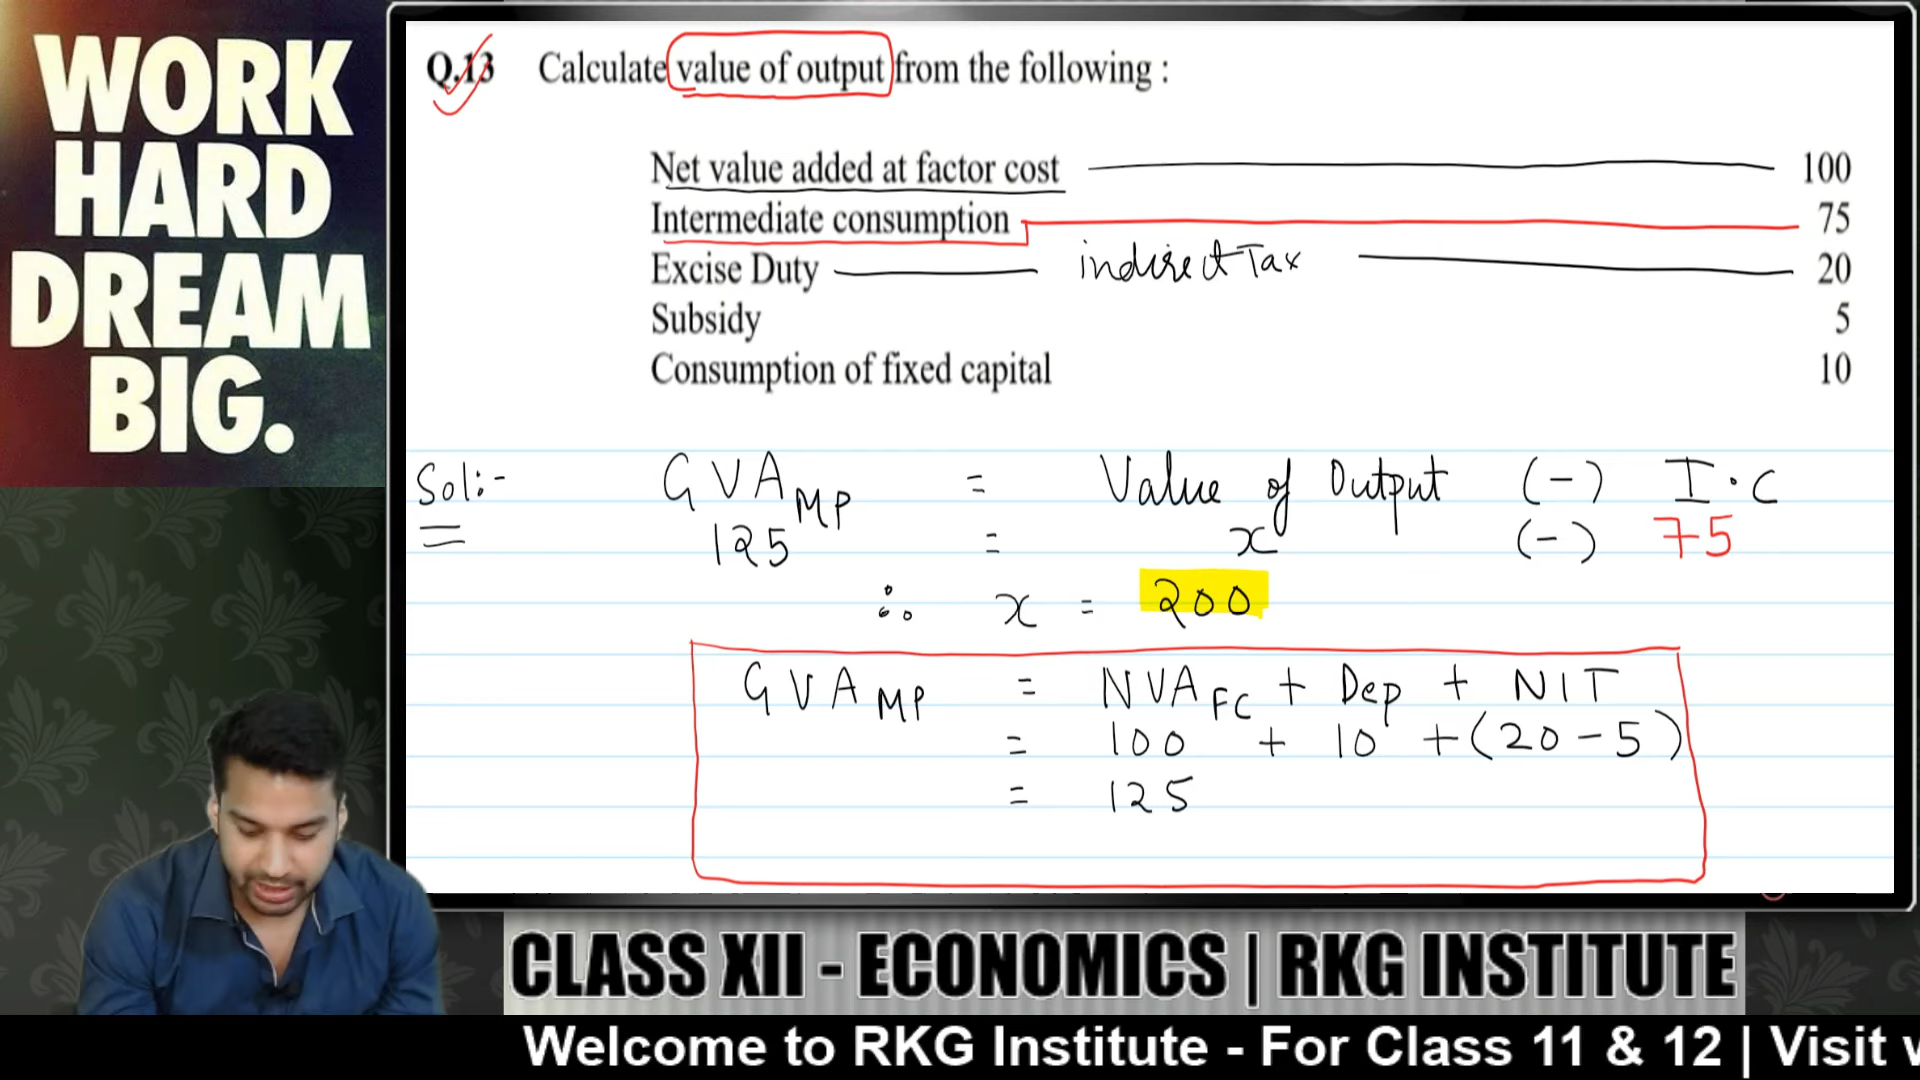 WORK
HARD
DREAM
BIG.
Q.13 Calculate value of output from the following :
Net value added at factor cost 100
Intermediate consumption 75
Excise Duty indirect Tax 20
Subsidy 5
Consumption of fixed capital 10
Sol:- GVA MP = Value of Output (-) I.C
125 = x (-) 75
∴ x = 200
GVA MP = NVA FC + Dep + NIT
= 100 + 10 + (20 - 5)
= 125
CLASS XII - ECONOMICS | RKG INSTITUTE
Welcome to RKG Institute - For Class 11 & 12 | Visit